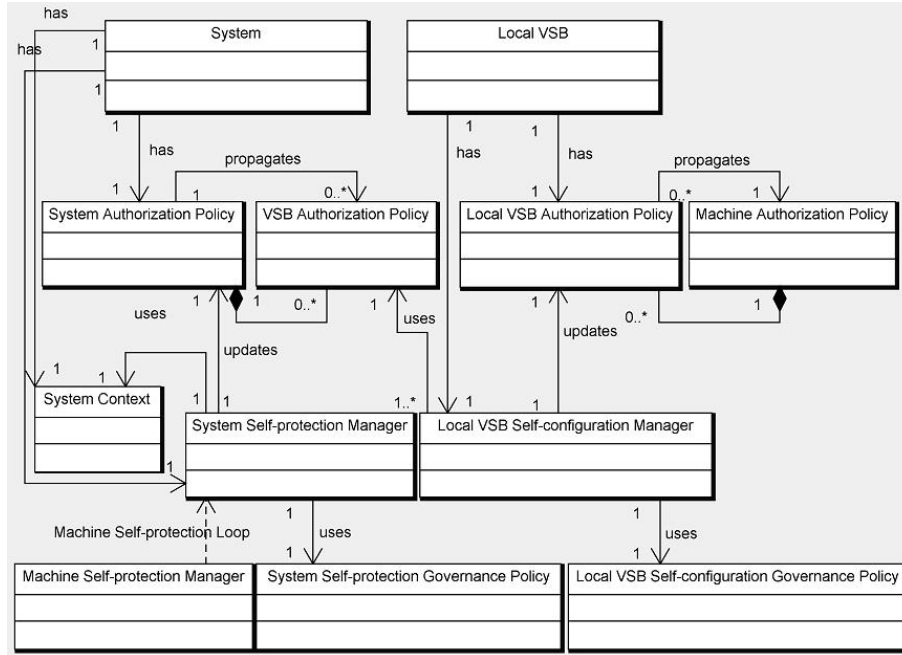 has
System
Local VSB
1
has
1
1
1
1
has
has
has
propagates
propagates
1
1
0..*
1
0..*
1
System Authorization Policy
VSB Authorization Policy
Local VSB Authorization Policy
Machine Authorization Policy
1
1
0..*
1
1
0..*
1
uses
uses
updates
updates
1
1
System Context
1
1
1..*
1
1
System Self-protection Manager
Local VSB Self-configuration Manager
1
1
1
Machine Self-protection Loop
uses
uses
1
1
Machine Self-protection Manager
System Self-protection Governance Policy
Local VSB Self-configuration Governance Policy